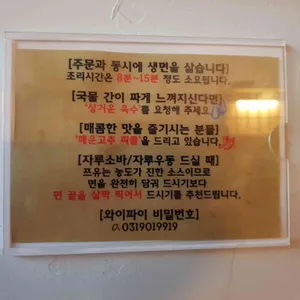 [주문과 동시에 생면을 삶습니다]
조리시간은 8분~15분 정도 소요됩니다.
[국물 간이 짜게 느껴지신다면]
'싱거운 육수'를 요청해 주세요.
[매콤한 맛을 즐기시는 분들]
'매운고추 피클'을 드리고 있습니다.
[자루소바/자루우동 드실 때]
쯔유는 농도가 진한 소스이므로
면을 완전히 담궈 드시기보다
면 끝을 살짝 찍어서 드시기를 추천드립니다.
[와이파이 비밀번호]
0319019919